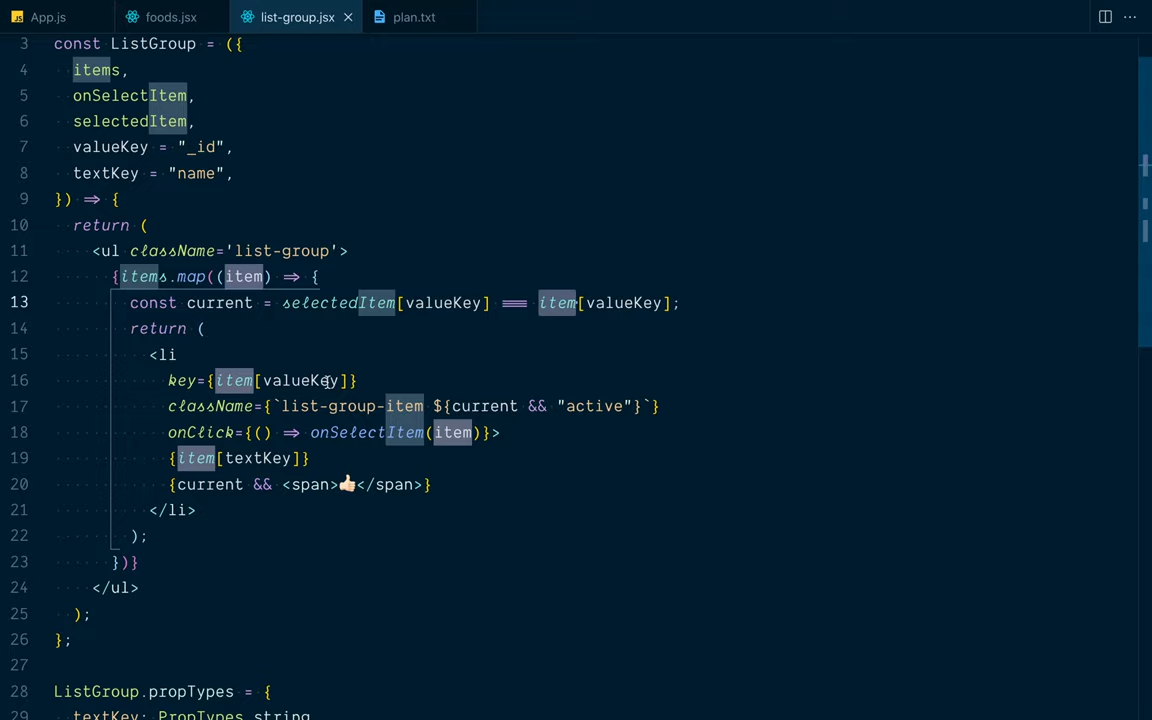 JS App.js foods.jsx list-group.jsx × plan.txt ···
3 const ListGroup = ({
4 items,
5 onSelectItem,
6 selectedItem,
7 valueKey = "_id",
8 textKey = "name",
9 }) => {
10 return (
11 <ul className='list-group'>
12 {items.map((item) => {
13 const current = selectedItem[valueKey] === item[valueKey];
14 return (
15 <li
16 key={item[valueKey]}
17 className={`list-group-item ${current && "active"}`}
18 onClick={() => onSelectItem(item)}>
19 {item[textKey]}
20 {current && <span>👍🏻</span>}
21 </li>
22 );
23 })}
24 </ul>
25 );
26 };
27
28 ListGroup.propTypes = {
29 textKey: PropTypes.string